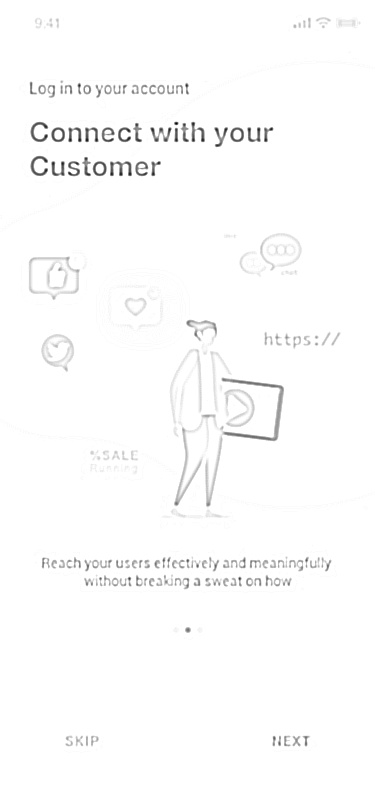 9:41
Log in to your account
Connect with your
Customer
chat
https://
%SALE
Running
Reach your users effectively and meaningfully
without breaking a sweat on how
SKIP
NEXT